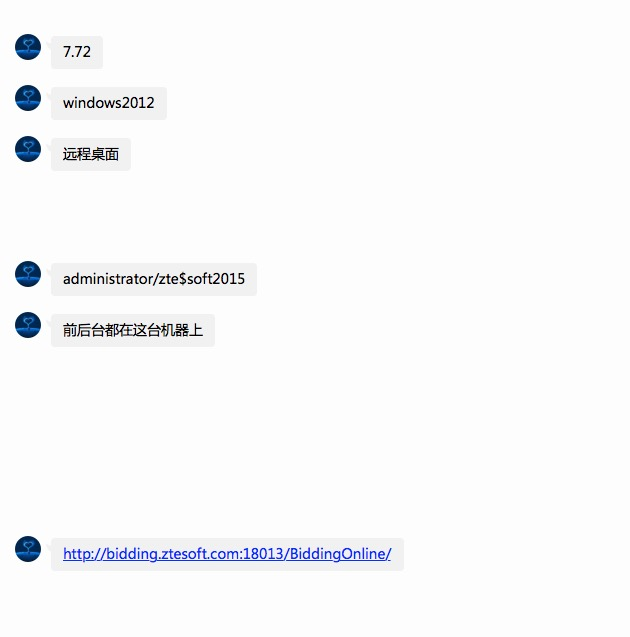 7.72
windows2012
远程桌面
administrator/zte$soft2015
前后台都在这台机器上
http://bidding.ztesoft.com:18013/BiddingOnline/